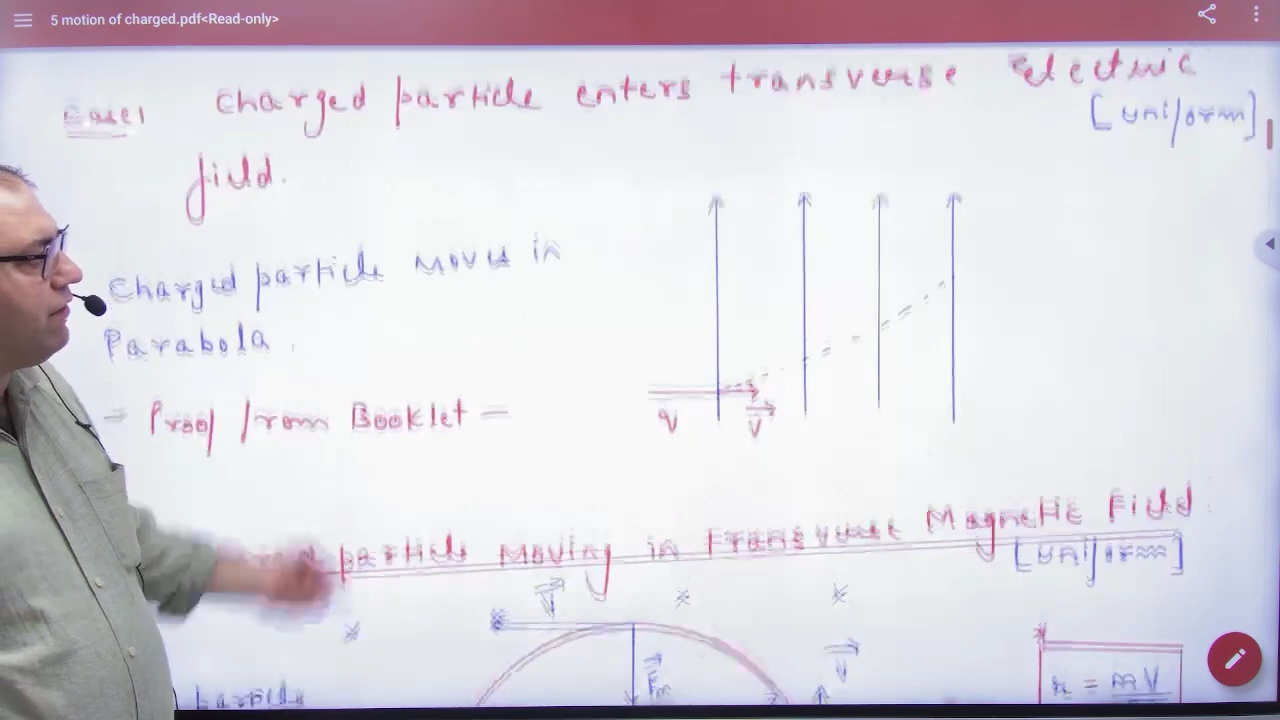 5 motion of charged.pdf<Read-only>
Case1 Charged particle enters transverse Electric
[uniform]
field.
Charged particle moves in
Parabola.
= Proof from Booklet =
q
V
particle Moving in Transverse Magnetic Field
[uniform]
V
Fm
V
r = mV